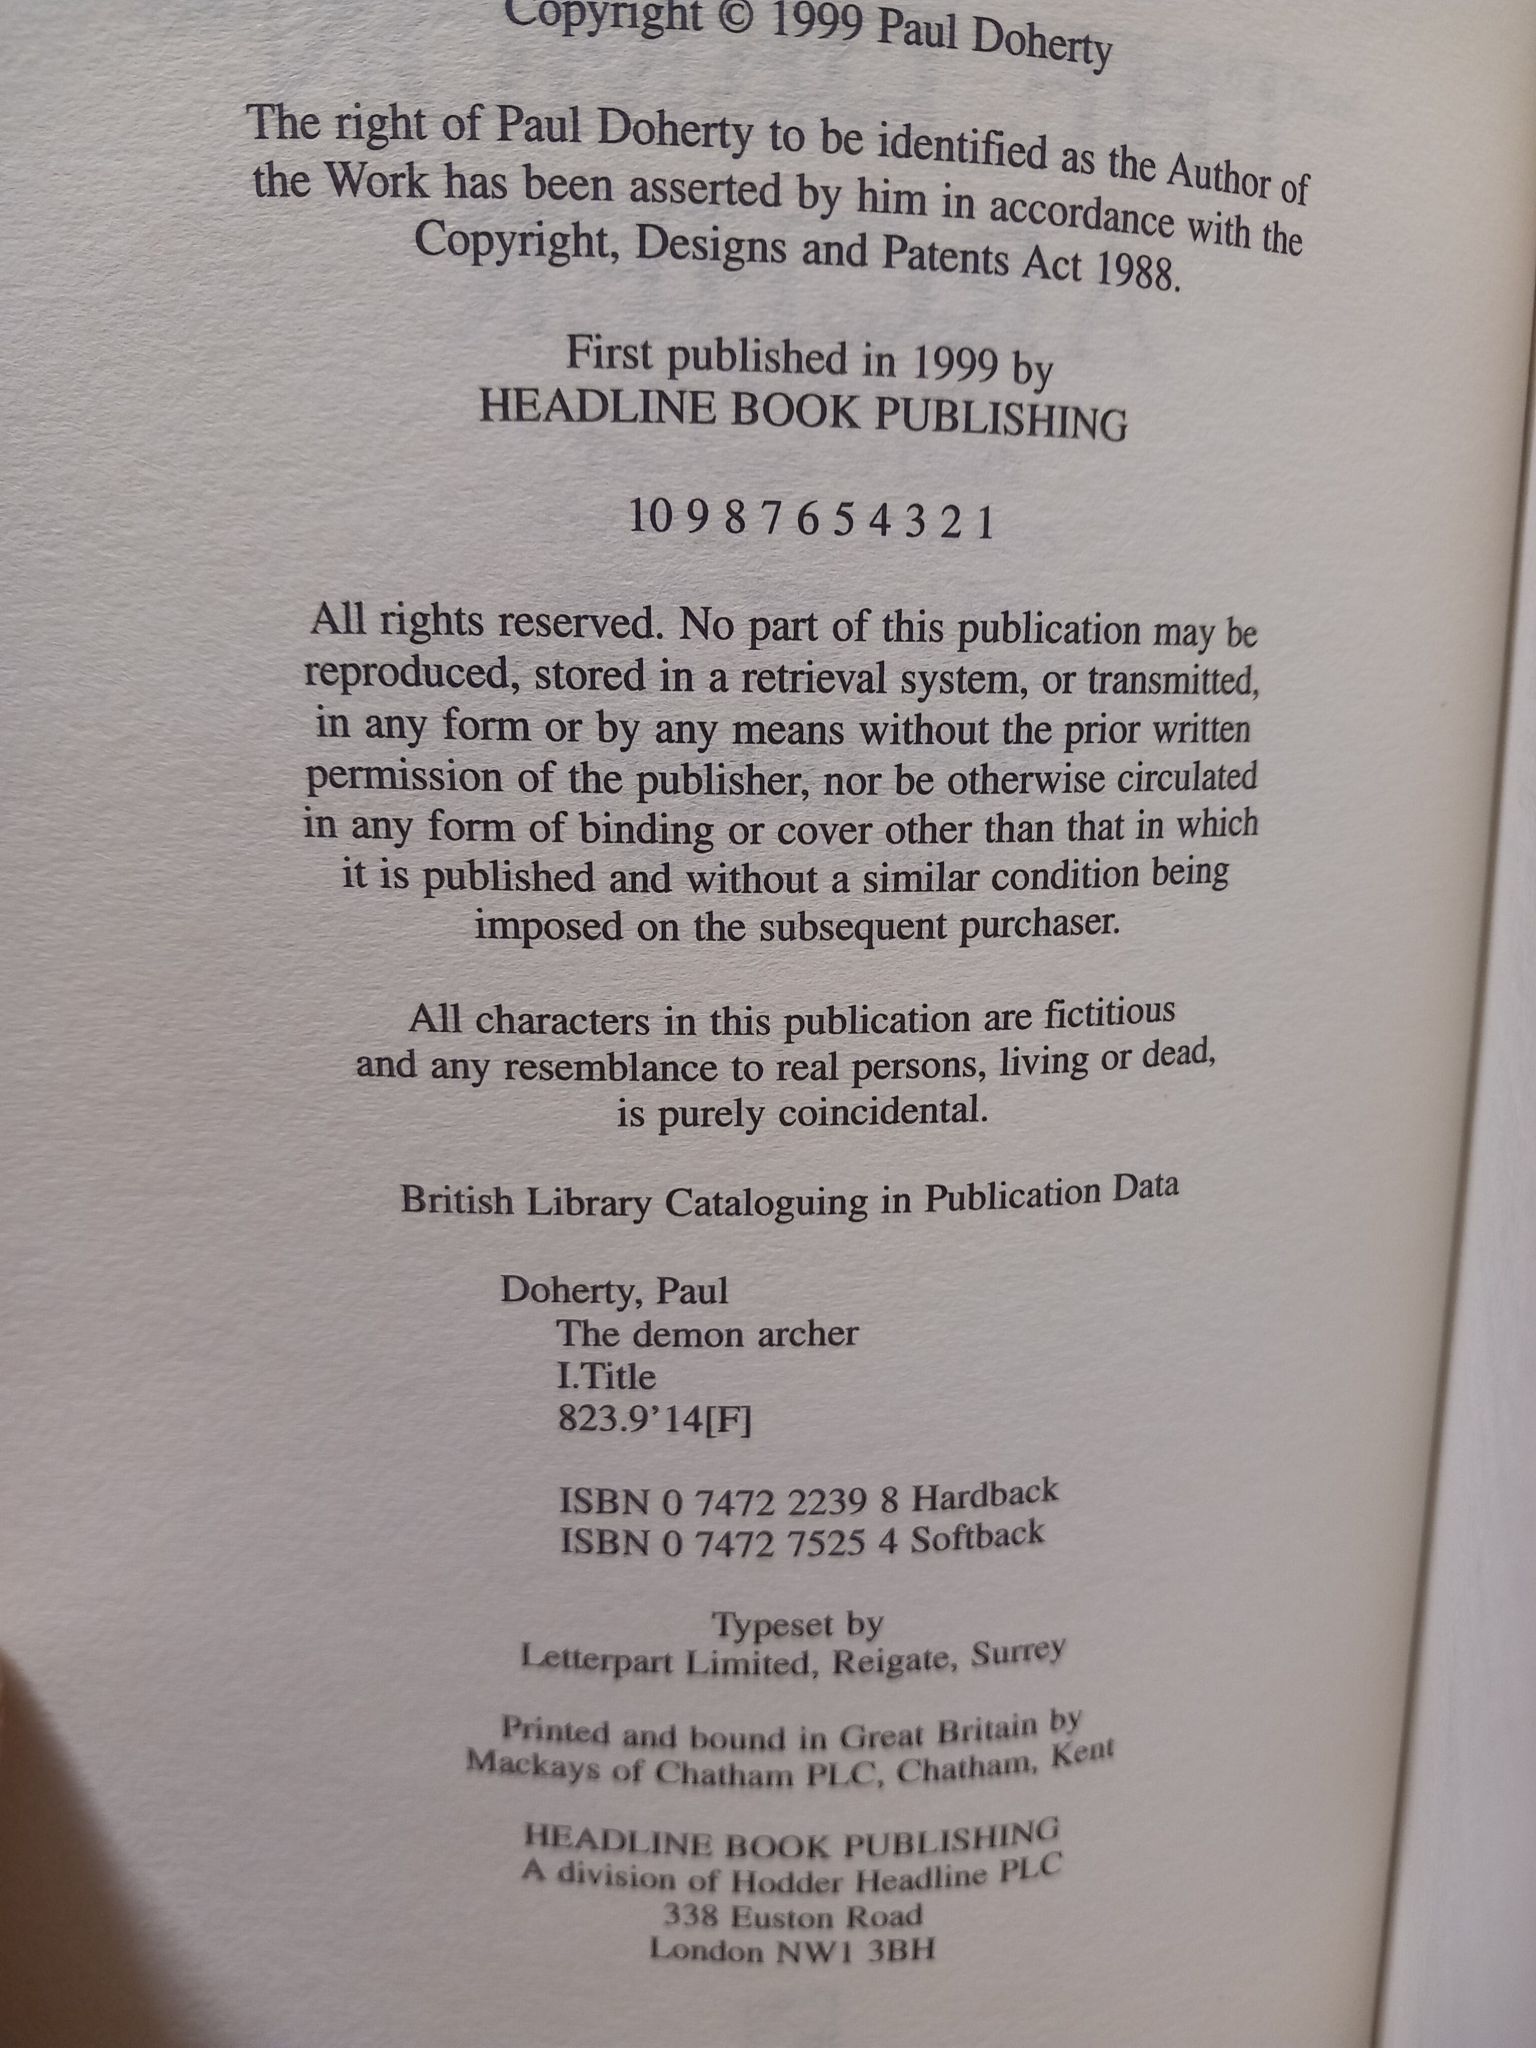 Copyright © 1999 Paul Doherty
The right of Paul Doherty to be identified as the Author of
the Work has been asserted by him in accordance with the
Copyright, Designs and Patents Act 1988.
First published in 1999 by
HEADLINE BOOK PUBLISHING
10 9 8 7 6 5 4 3 2 1
All rights reserved. No part of this publication may be
reproduced, stored in a retrieval system, or transmitted,
in any form or by any means without the prior written
permission of the publisher, nor be otherwise circulated
in any form of binding or cover other than that in which
it is published and without a similar condition being
imposed on the subsequent purchaser.
All characters in this publication are fictitious
and any resemblance to real persons, living or dead,
is purely coincidental.
British Library Cataloguing in Publication Data
Doherty, Paul
The demon archer
I.Title
823.9’14[F]
ISBN 0 7472 2239 8 Hardback
ISBN 0 7472 7525 4 Softback
Typeset by
Letterpart Limited, Reigate, Surrey
Printed and bound in Great Britain by
Mackays of Chatham PLC, Chatham, Kent
HEADLINE BOOK PUBLISHING
A division of Hodder Headline PLC
338 Euston Road
London NW1 3BH